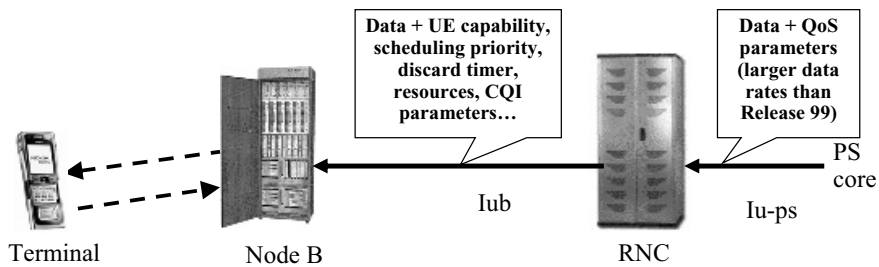 Data + UE capability,
scheduling priority,
discard timer,
resources, CQI
parameters…
Data + QoS
parameters
(larger data
rates than
Release 99)
PS
core
Iub
Iu-ps
Terminal
Node B
RNC